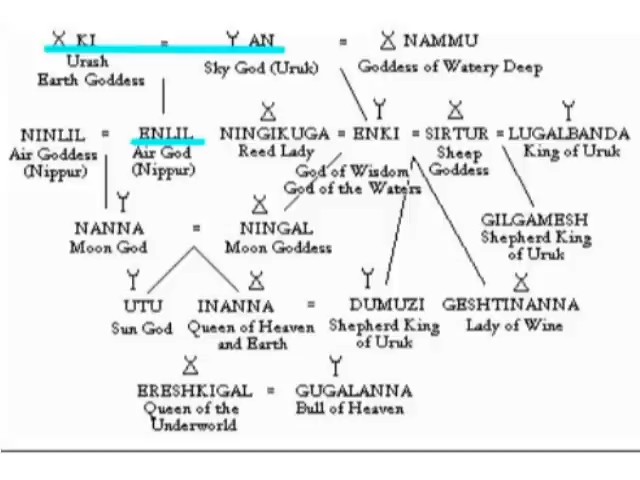 KI = AN = NAMMU
Urash
Earth Goddess
Sky God (Uruk)
Goddess of Watery Deep
NINLIL = ENLIL NINGIKUGA = ENKI = SIRTUR = LUGALBANDA
Air Goddess
(Nippur)
Air God
(Nippur)
Reed Lady
God of Wisdom
God of the Waters
Sheep
Goddess
King of Uruk
GILGAMESH
Shepherd King
of Uruk
NANNA = NINGAL
Moon God
Moon Goddess
UTU INANNA = DUMUZI GESHTINANNA
Sun God
Queen of Heaven
and Earth
Shepherd King
of Uruk
Lady of Wine
ERESHKIGAL = GUGALANNA
Queen of the
Underworld
Bull of Heaven